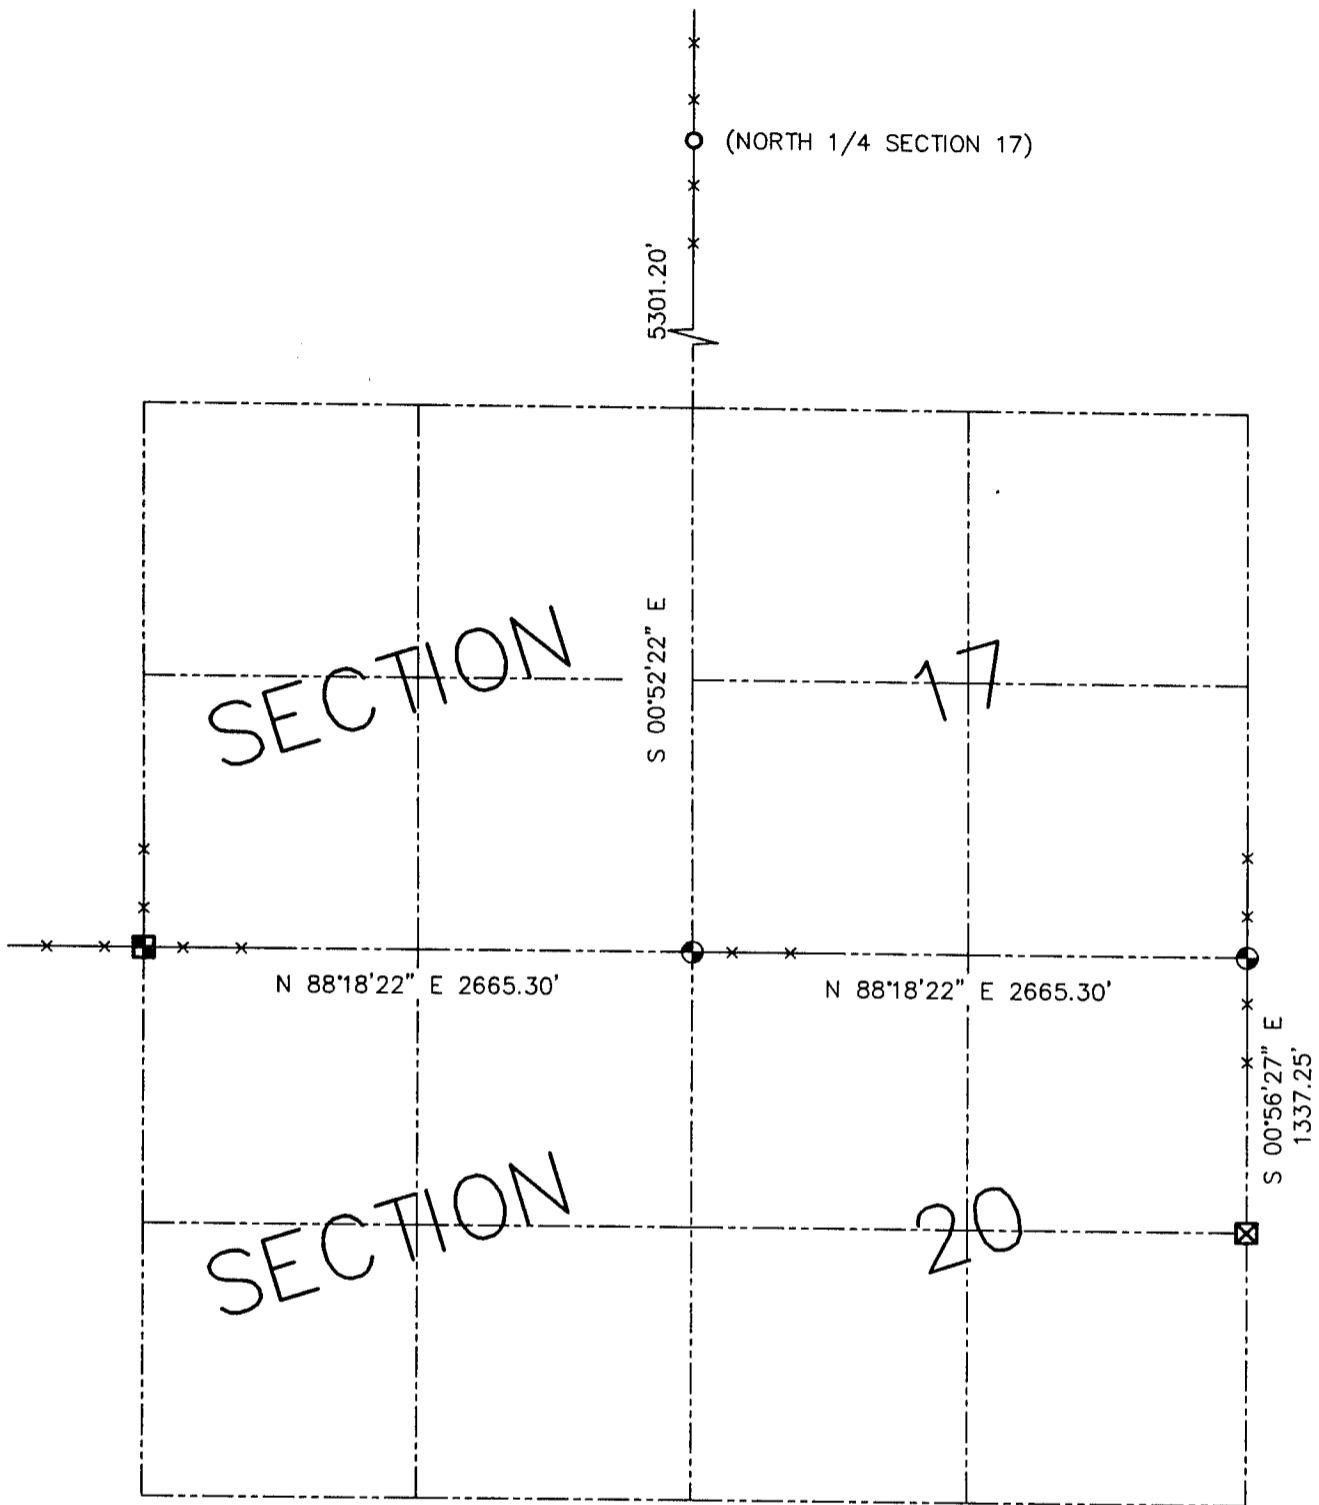 (NORTH 1/4 SECTION 17)
5301.20'
S 00°52'22" E
SECTION 17
N 88°18'22" E 2665.30'
N 88°18'22" E 2665.30'
S 00°56'27" E
1337.25'
SECTION 20